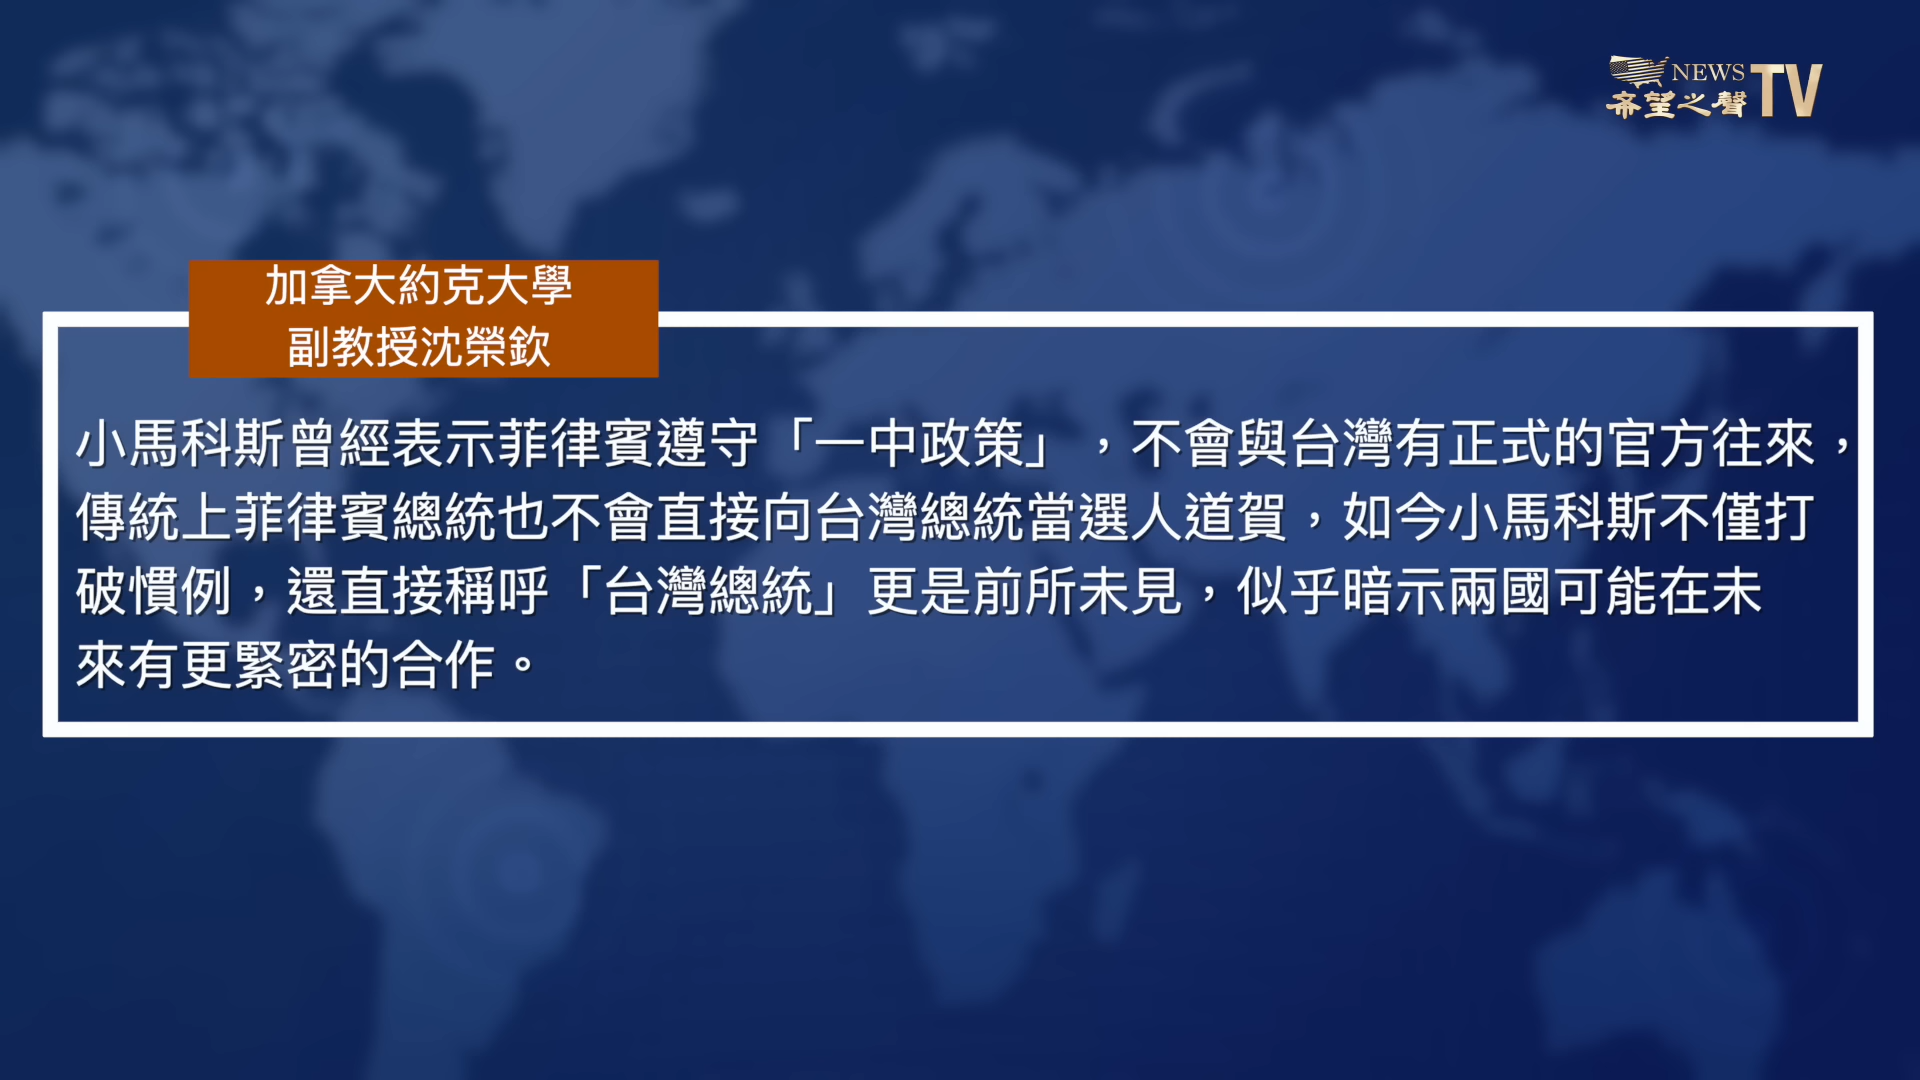 NEWS
希望之聲TV
加拿大約克大學
副教授沈榮欽
小馬科斯曾經表示菲律賓遵守「一中政策」，不會與台灣有正式的官方往來，
傳統上菲律賓總統也不會直接向台灣總統當選人道賀，如今小馬科斯不僅打
破慣例，還直接稱呼「台灣總統」更是前所未見，似乎暗示兩國可能在未
來有更緊密的合作。